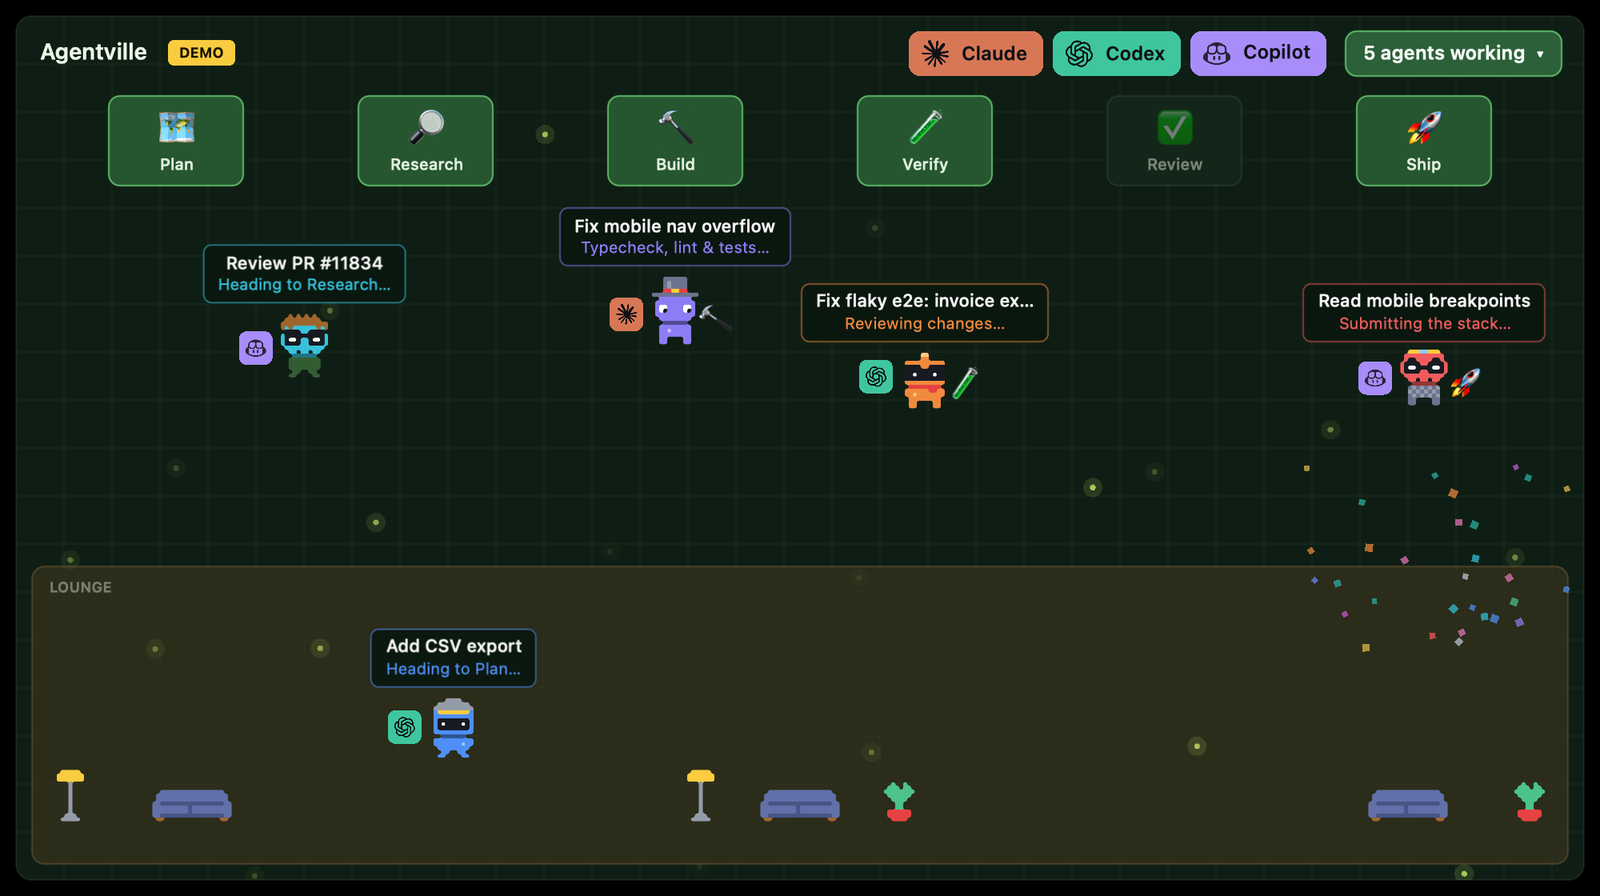 Agentville
DEMO
Claude
Codex
Copilot
5 agents working
Plan
Research
Build
Verify
Review
Ship
Fix mobile nav overflow
Typecheck, lint & tests...
Review PR #11834
Heading to Research...
Fix flaky e2e: invoice ex...
Reviewing changes...
Read mobile breakpoints
Submitting the stack...
LOUNGE
Add CSV export
Heading to Plan...